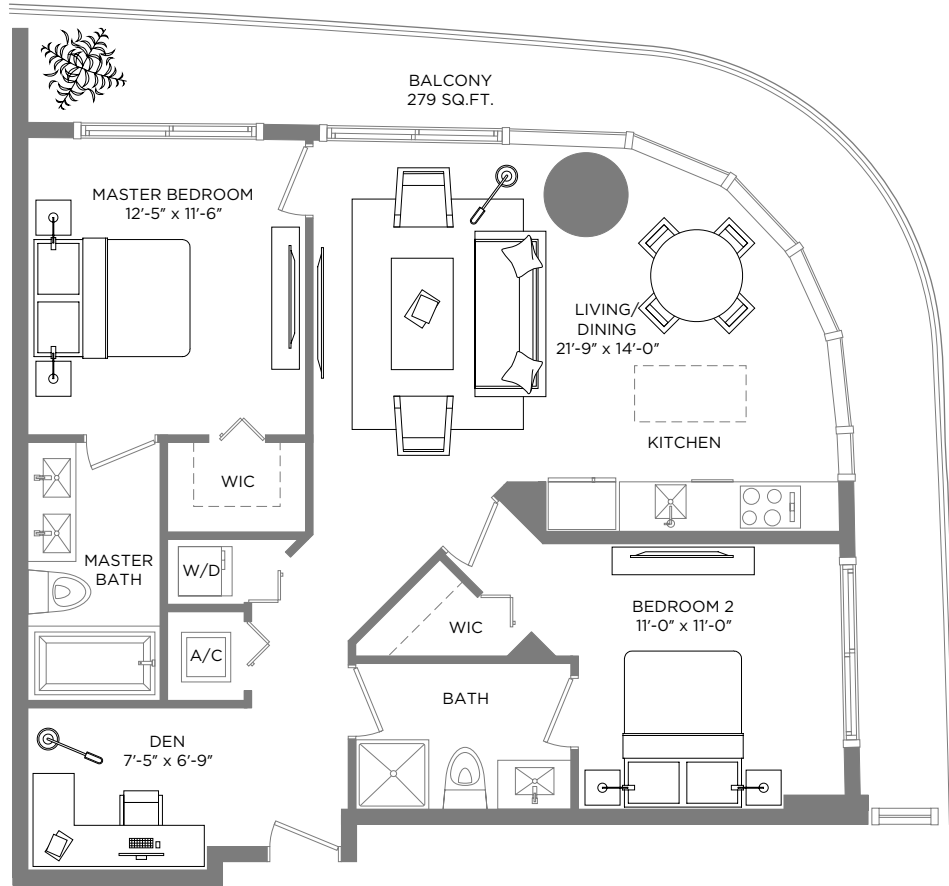 BALCONY
279 SQ.FT.
MASTER BEDROOM
12'-5" x 11'-6"
LIVING/
DINING
21'-9" x 14'-0"
KITCHEN
WIC
MASTER
BATH
W/D
A/C
WIC
BEDROOM 2
11'-0" x 11'-0"
BATH
DEN
7'-5" x 6'-9"